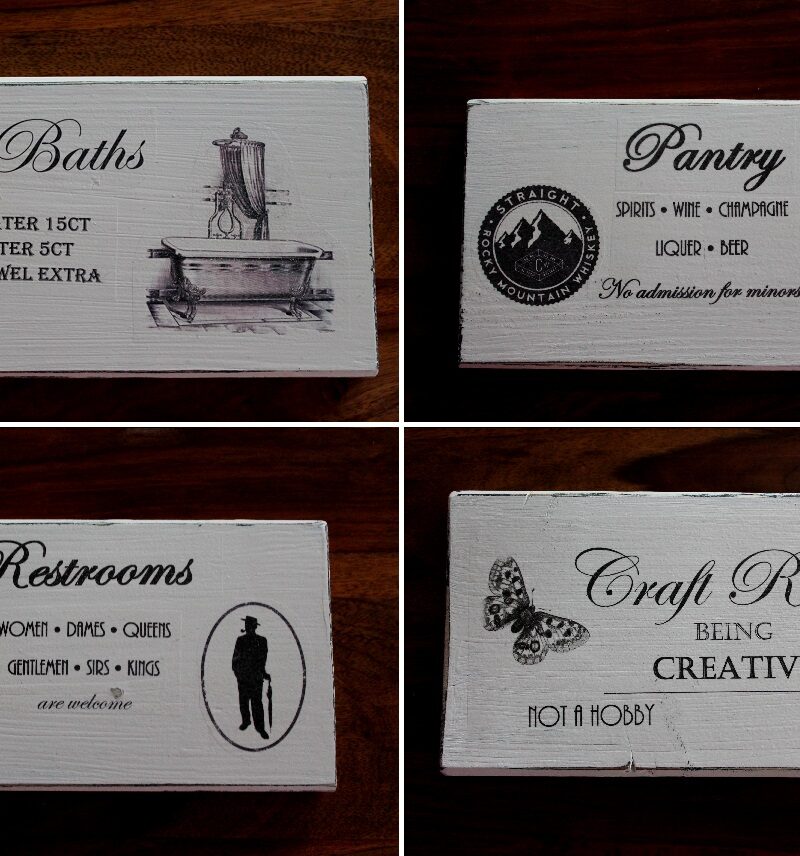 Baths
TER 15CT
TER 5CT
WEL EXTRA
Pantry
STRAIGHT
ROCKY MOUNTAIN WHISKEY
SPIRITS • WINE • CHAMPAGNE
LIQUER • BEER
No admission for minors
Restrooms
WOMEN • DAMES • QUEENS
GENTLEMEN • SIRS • KINGS
are welcome
Craft R
BEING
CREATIV
NOT A HOBBY